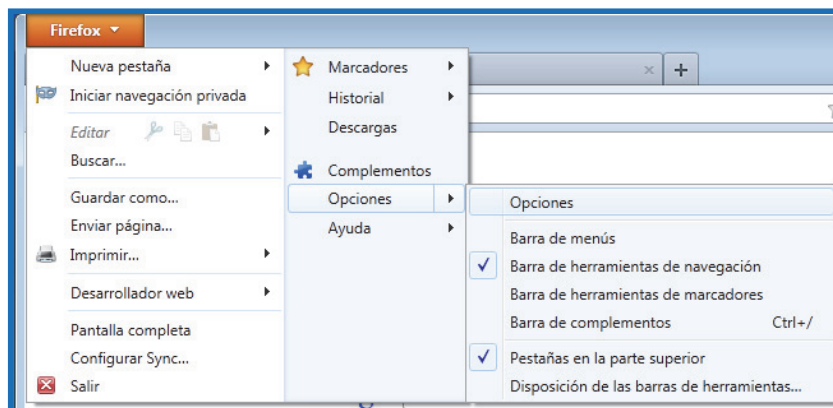 Firefox
Nueva pestaña
Iniciar navegación privada
Editar
Buscar...
Guardar como...
Enviar página...
Imprimir...
Desarrollador web
Pantalla completa
Configurar Sync...
Salir
Marcadores
Historial
Descargas
Complementos
Opciones
Ayuda
Opciones
Barra de menús
Barra de herramientas de navegación
Barra de herramientas de marcadores
Barra de complementos Ctrl+/
Pestañas en la parte superior
Disposición de las barras de herramientas...